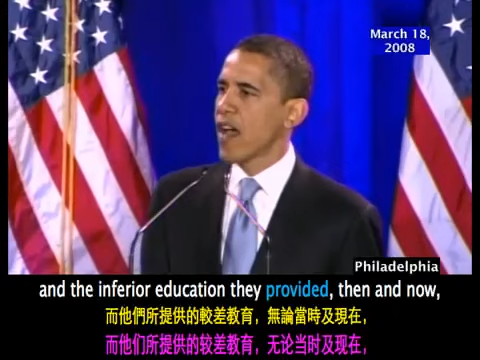 March 18,
2008
Philadelphia
and the inferior education they provided, then and now,
而他們所提供的較差教育，無論當時及現在，
而他们所提供的较差教育，无论当时及现在，